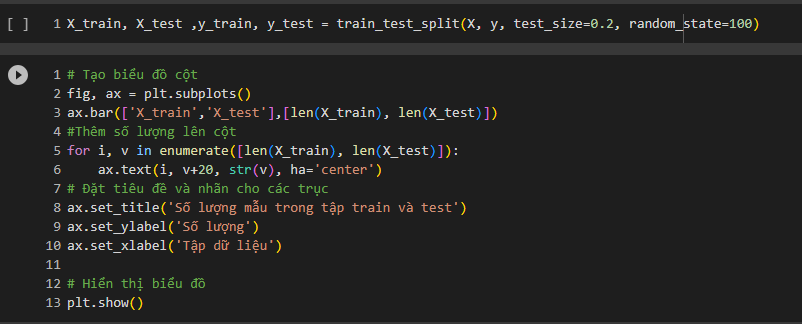 [ ] 1 X_train, X_test ,y_train, y_test = train_test_split(X, y, test_size=0.2, random_state=100)
1 # Tạo biểu đồ cột
2 fig, ax = plt.subplots()
3 ax.bar(['X_train','X_test'],[len(X_train), len(X_test)])
4 #Thêm số lượng lên cột
5 for i, v in enumerate([len(X_train), len(X_test)]):
6     ax.text(i, v+20, str(v), ha='center')
7 # Đặt tiêu đề và nhãn cho các trục
8 ax.set_title('Số lượng mẫu trong tập train và test')
9 ax.set_ylabel('Số lượng')
10 ax.set_xlabel('Tập dữ liệu')
11
12 # Hiển thị biểu đồ
13 plt.show()